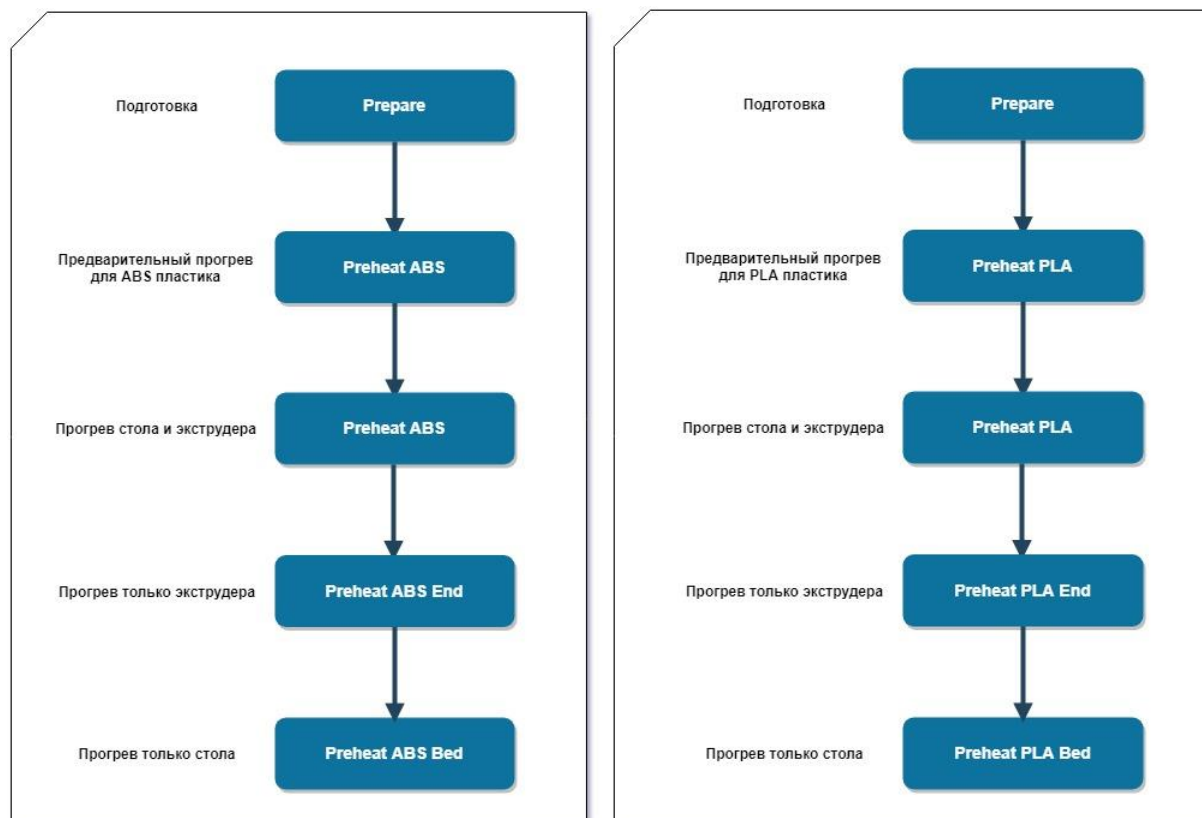 Подготовка
Prepare
Предварительный прогрев
для ABS пластика
Preheat ABS
Прогрев стола и экструдера
Preheat ABS
Прогрев только экструдера
Preheat ABS End
Прогрев только стола
Preheat ABS Bed
Подготовка
Prepare
Предварительный прогрев
для PLA пластика
Preheat PLA
Прогрев стола и экструдера
Preheat PLA
Прогрев только экструдера
Preheat PLA End
Прогрев только стола
Preheat PLA Bed